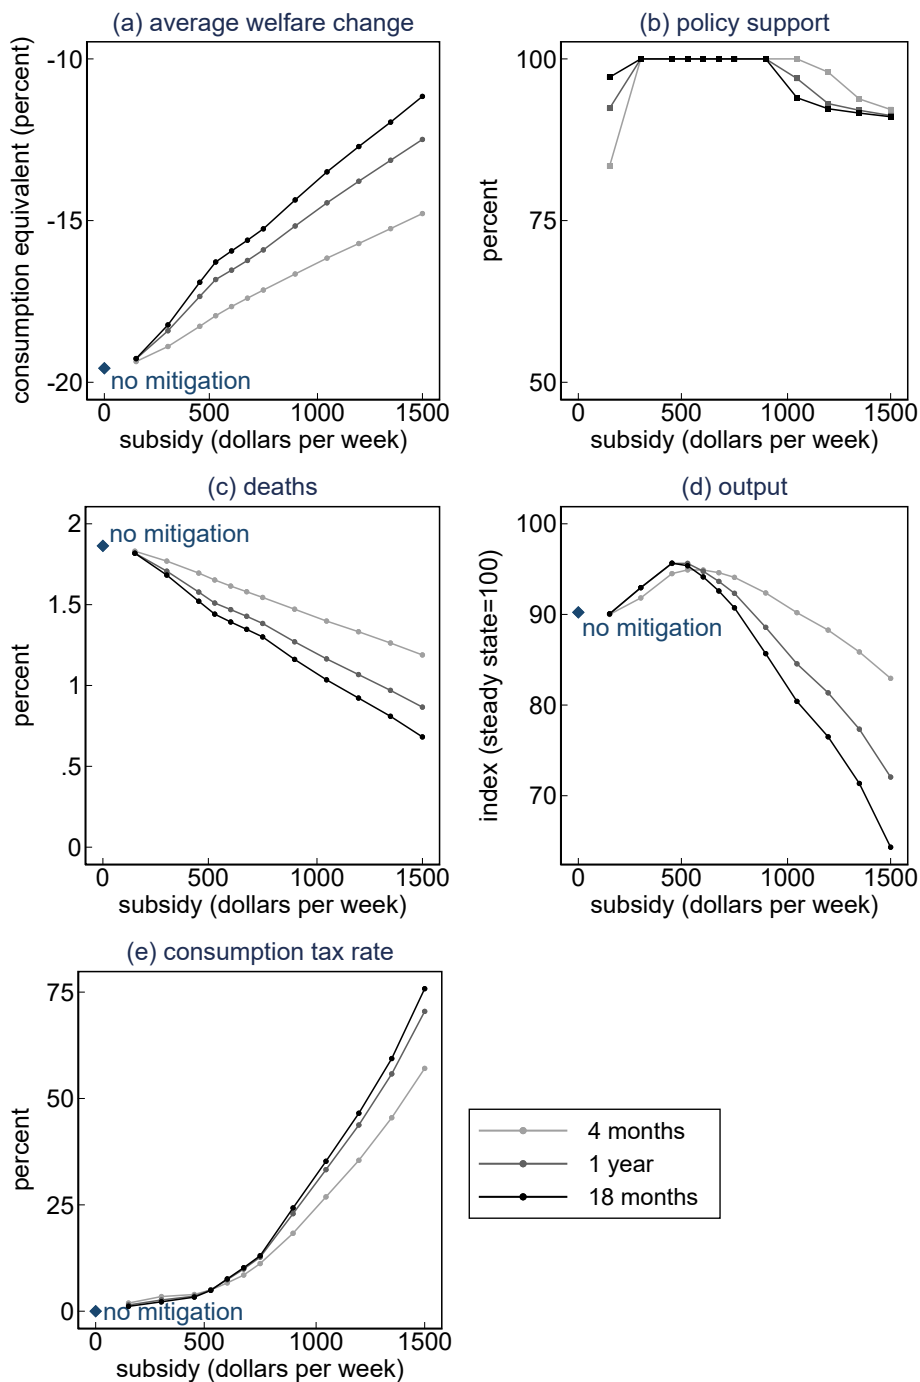 (a) average welfare change
consumption equivalent (percent)
-10
-15
-20
no mitigation
0 500 1000 1500
subsidy (dollars per week)
(b) policy support
percent
100
75
50
0 500 1000 1500
subsidy (dollars per week)
(c) deaths
percent
2
1.5
1
.5
0
no mitigation
0 500 1000 1500
subsidy (dollars per week)
(d) output
index (steady state=100)
100
90
80
70
no mitigation
0 500 1000 1500
subsidy (dollars per week)
(e) consumption tax rate
percent
75
50
25
0
no mitigation
0 500 1000 1500
subsidy (dollars per week)
4 months
1 year
18 months